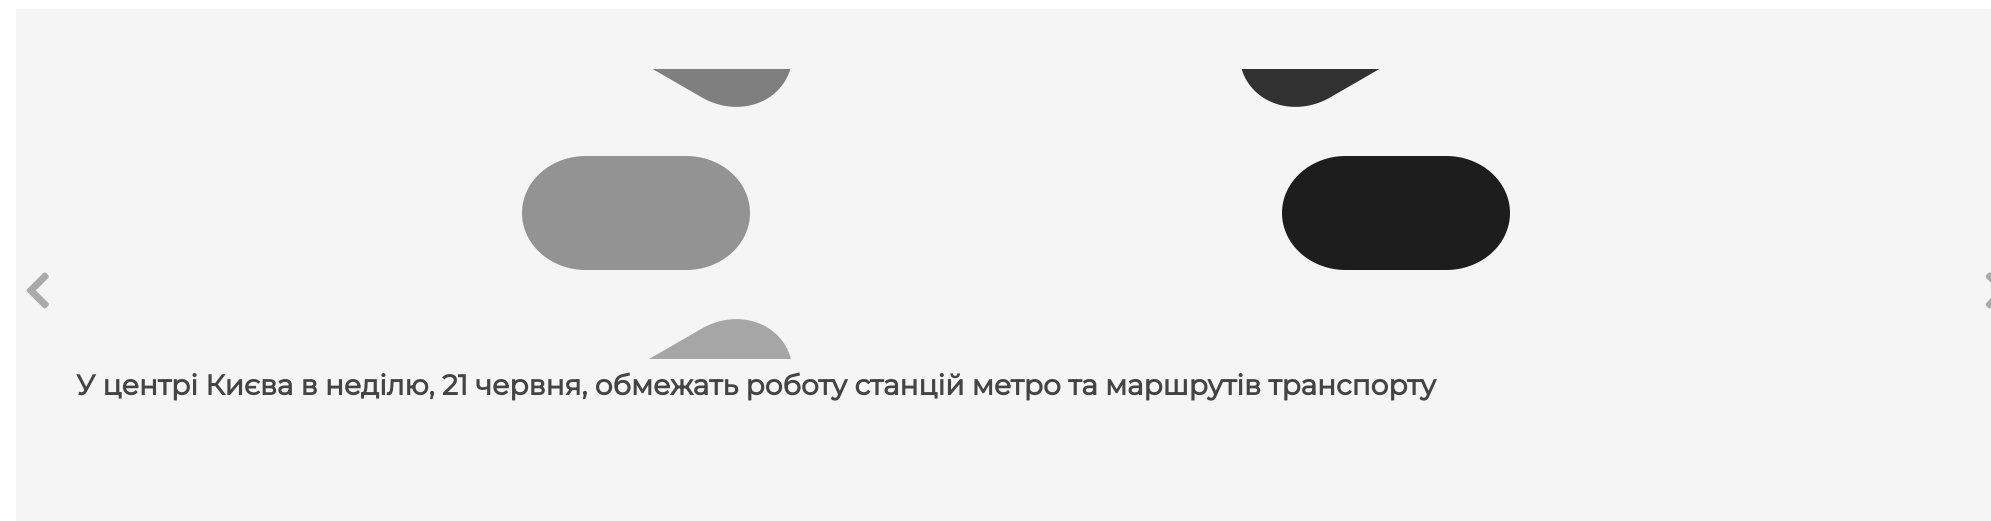 У центрі Києва в неділю, 21 червня, обмежать роботу станцій метро та маршрутів транспорту